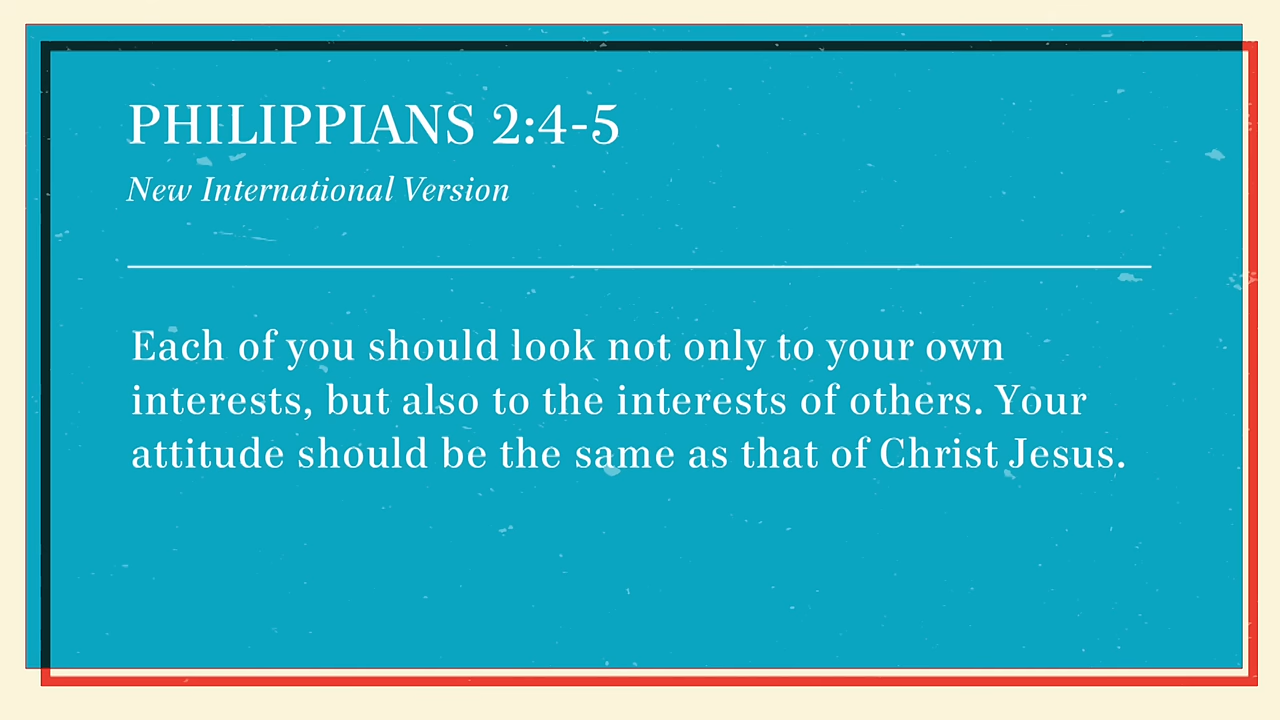 PHILIPPIANS 2:4-5
New International Version
Each of you should look not only to your own
interests, but also to the interests of others. Your
attitude should be the same as that of Christ Jesus.